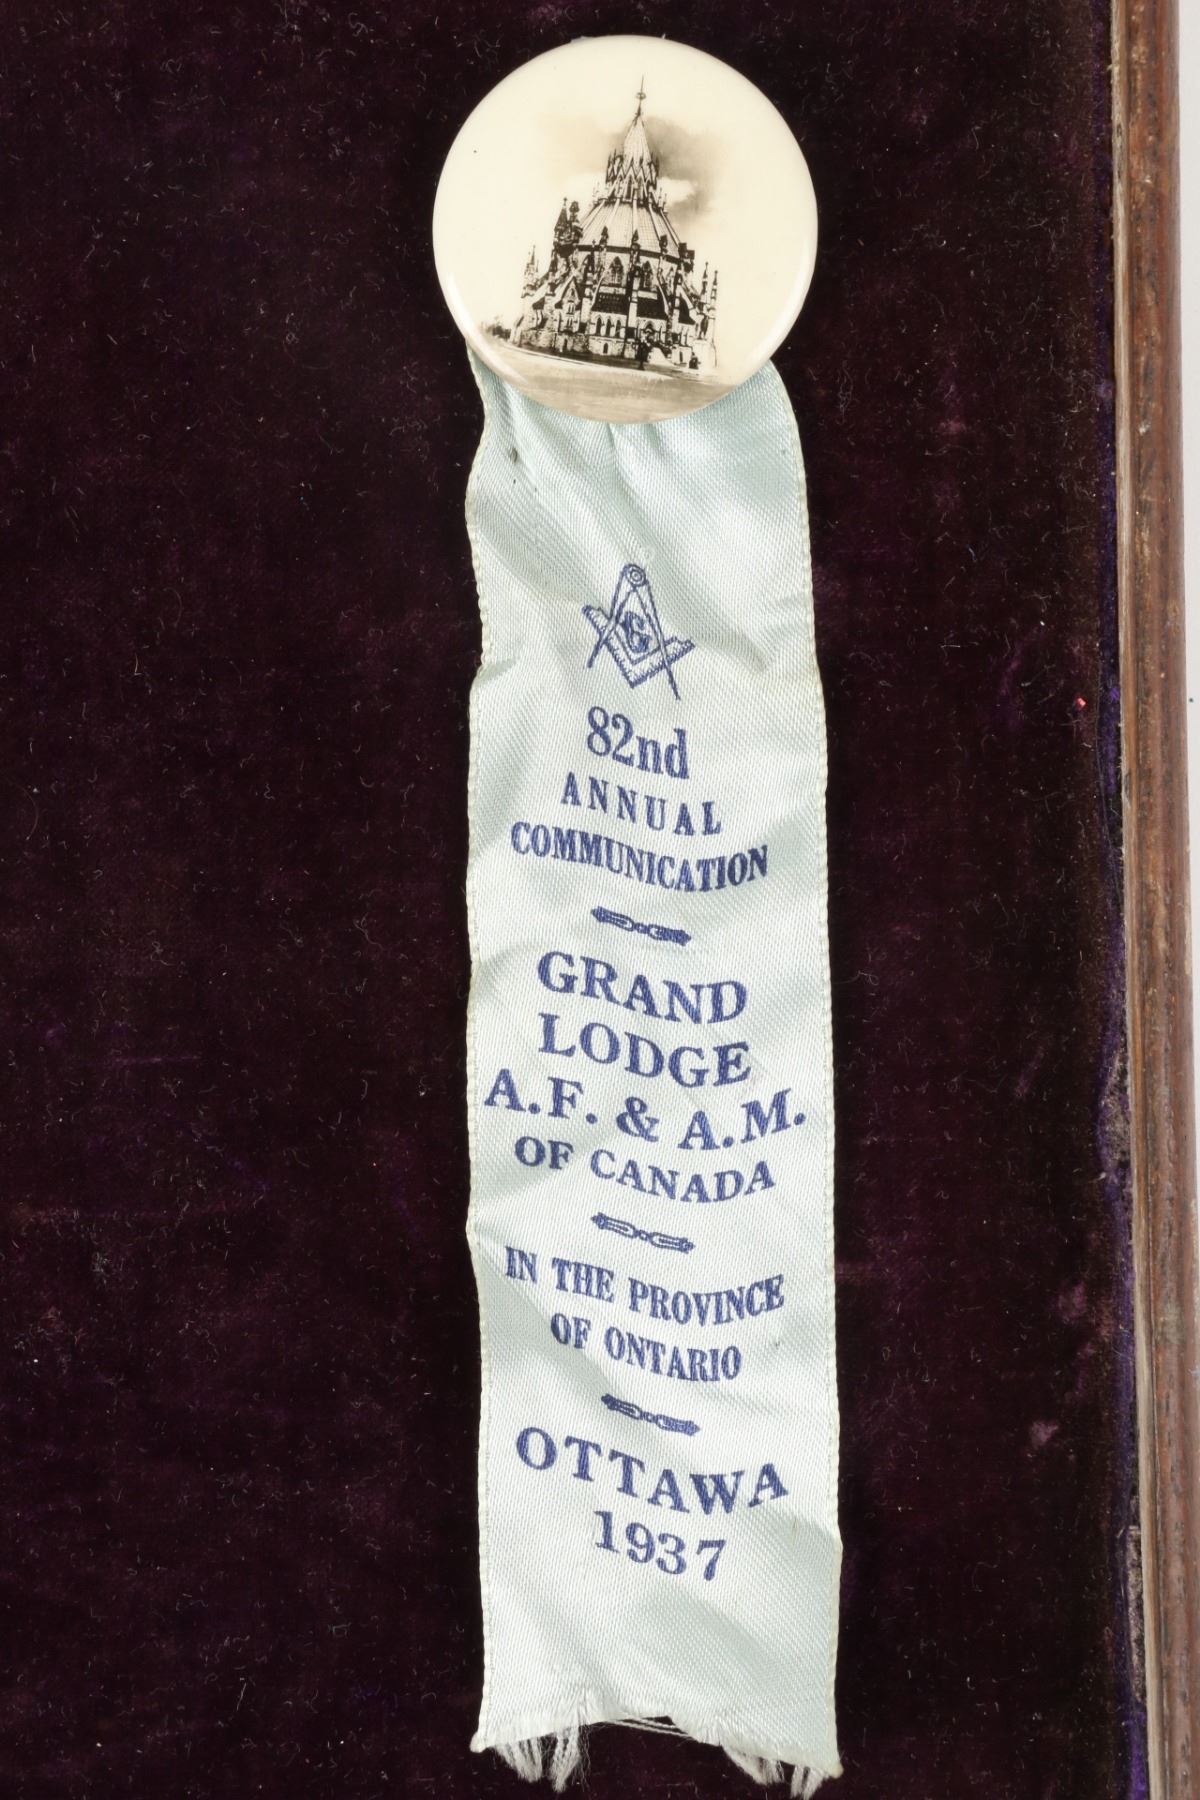 G
82nd
ANNUAL
COMMUNICATION
GRAND
LODGE
A.F. & A.M.
OF CANADA
IN THE PROVINCE
OF ONTARIO
OTTAWA
1937